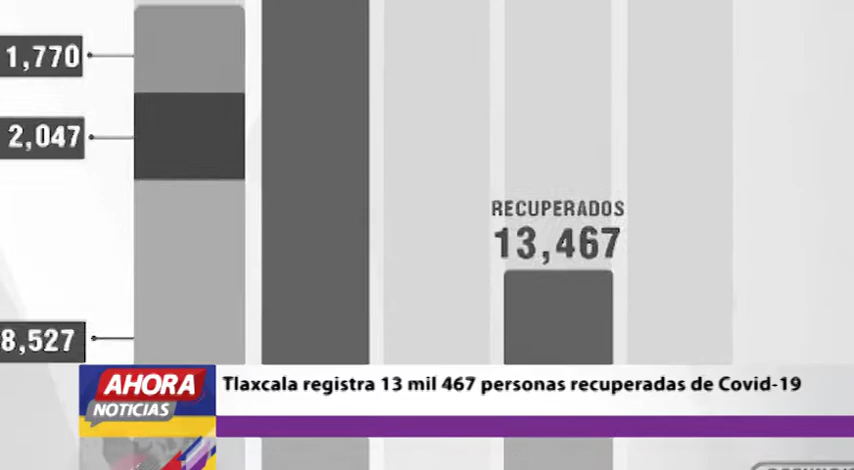 1,770
2,047
RECUPERADOS
13,467
8,527
AHORA
NOTICIAS
Tlaxcala registra 13 mil 467 personas recuperadas de Covid-19